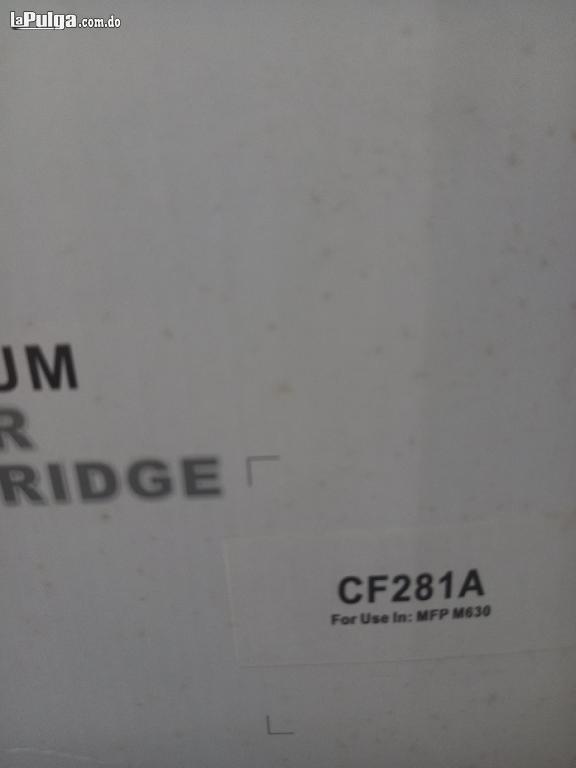 laPulga.com.do
UM
R
RIDGE
CF281A
For Use In: MFP M630